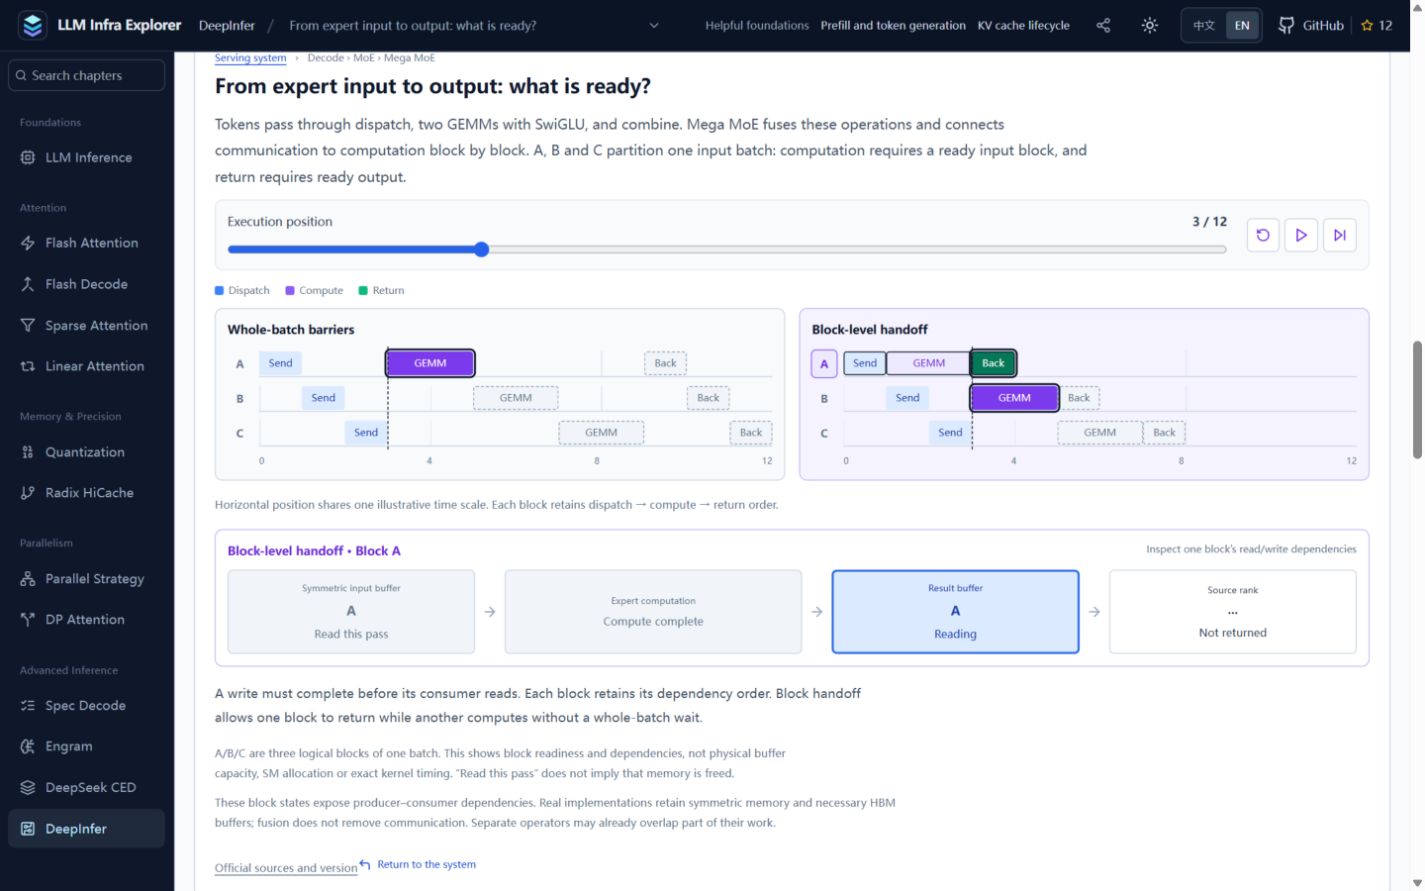 LLM Infra Explorer
DeepInfer / From expert input to output: what is ready?
Helpful foundations Prefill and token generation KV cache lifecycle
中文 EN
GitHub 12
Search chapters
Foundations
LLM Inference
Attention
Flash Attention
Flash Decode
Sparse Attention
Linear Attention
Memory & Precision
Quantization
Radix HiCache
Parallelism
Parallel Strategy
DP Attention
Advanced Inference
Spec Decode
Engram
DeepSeek CED
DeepInfer
Serving system › Decode › MoE › Mega MoE
From expert input to output: what is ready?
Tokens pass through dispatch, two GEMMs with SwiGLU, and combine. Mega MoE fuses these operations and connects
communication to computation block by block. A, B and C partition one input batch: computation requires a ready input block, and
return requires ready output.
Execution position 3 / 12
Dispatch Compute Return
Whole-batch barriers
A Send GEMM Back
B Send GEMM Back
C Send GEMM Back
0 4 8 12
Block-level handoff
A Send GEMM Back
B Send GEMM Back
C Send GEMM Back
0 4 8 12
Horizontal position shares one illustrative time scale. Each block retains dispatch → compute → return order.
Block-level handoff • Block A
Inspect one block's read/write dependencies
Symmetric input buffer
A
Read this pass
→
Expert computation
Compute complete
→
Result buffer
A
Reading
→
Source rank
...
Not returned
A write must complete before its consumer reads. Each block retains its dependency order. Block handoff
allows one block to return while another computes without a whole-batch wait.
A/B/C are three logical blocks of one batch. This shows block readiness and dependencies, not physical buffer
capacity, SM allocation or exact kernel timing. "Read this pass" does not imply that memory is freed.
These block states expose producer–consumer dependencies. Real implementations retain symmetric memory and necessary HBM
buffers; fusion does not remove communication. Separate operators may already overlap part of their work.
Official sources and version Return to the system